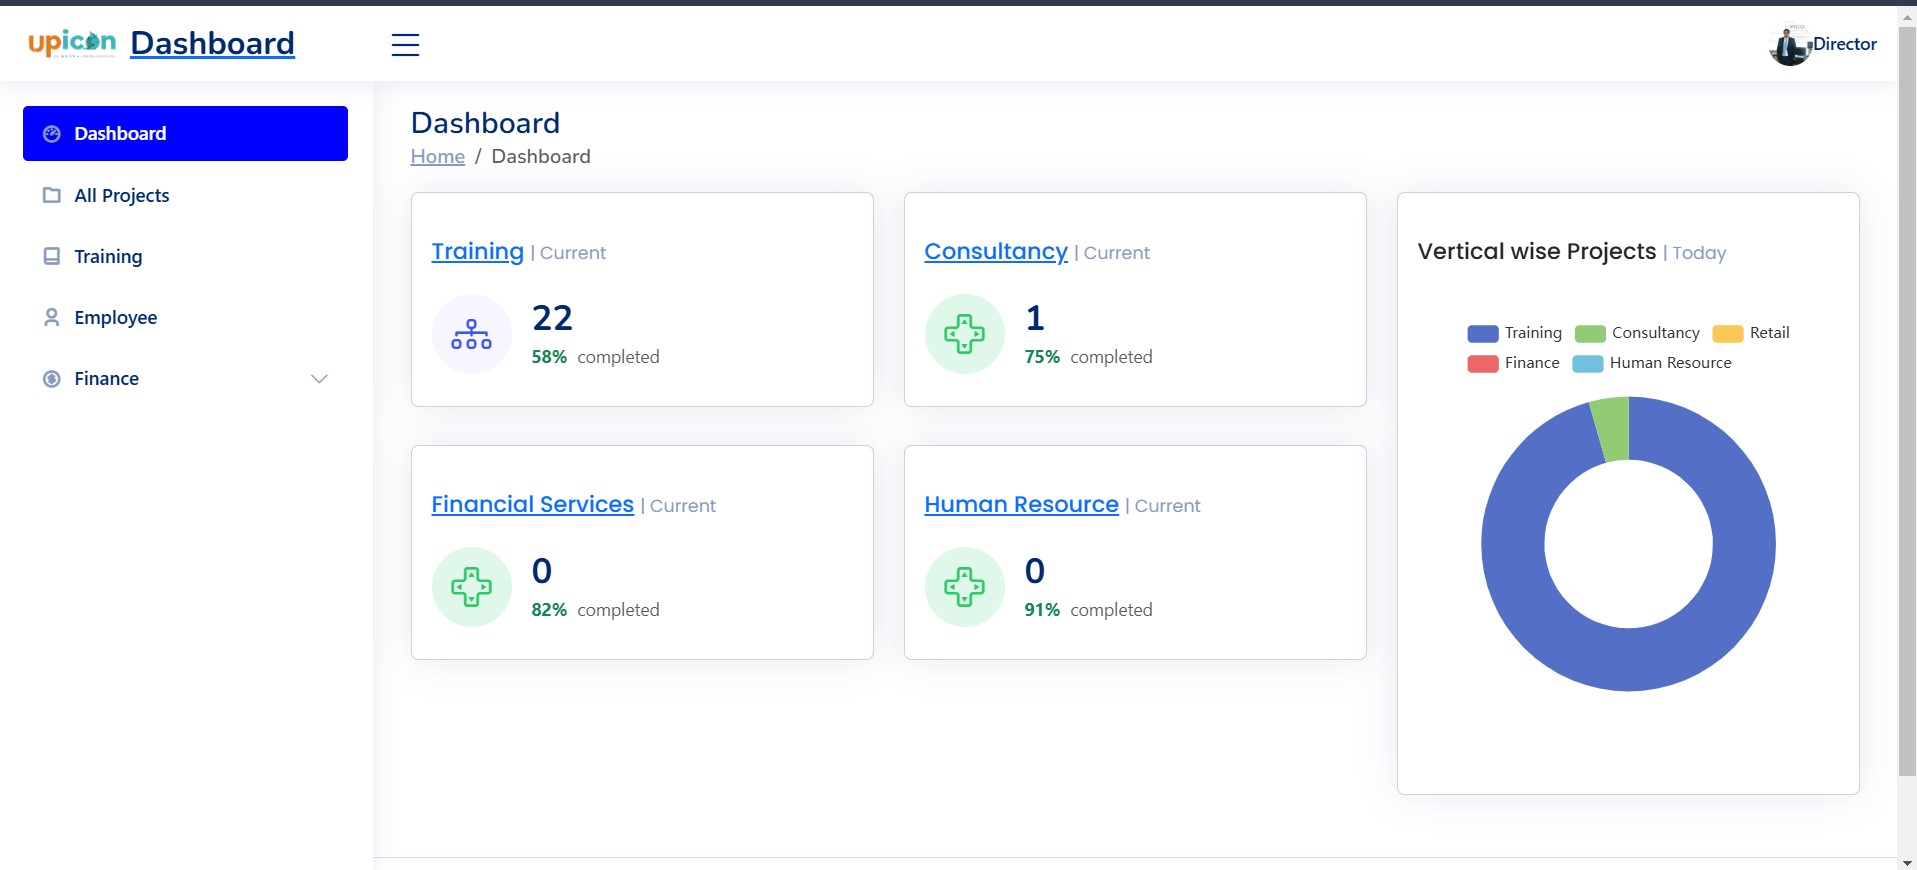 upicon Dashboard
Director
Dashboard
All Projects
Training
Employee
Finance
Dashboard
Home / Dashboard
Training | Current
22
58% completed
Consultancy | Current
1
75% completed
Financial Services | Current
0
82% completed
Human Resource | Current
0
91% completed
Vertical wise Projects | Today
Training Consultancy Retail
Finance Human Resource